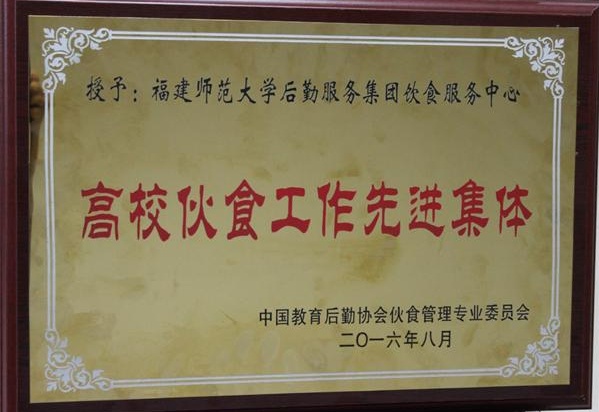 授予：福建师范大学后勤服务集团饮食服务中心
高校伙食工作先进集体
中国教育后勤协会伙食管理专业委员会
二〇一六年八月